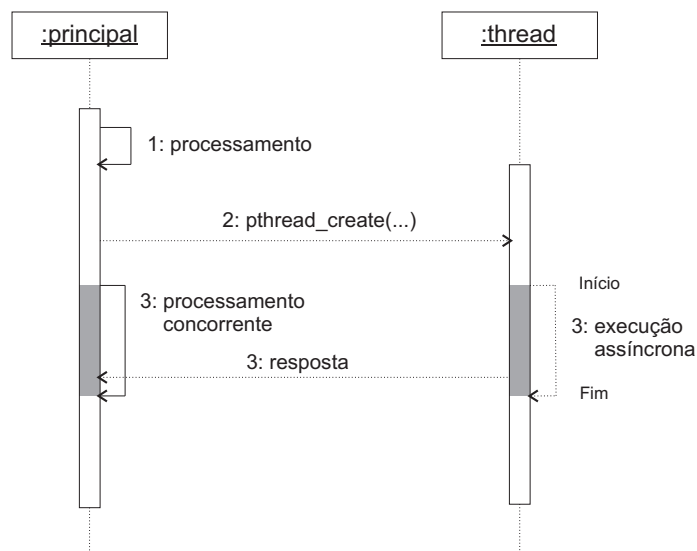 :principal
:thread
1: processamento
2: pthread_create(...)
3: processamento
concorrente
Início
3: execução
assíncrona
3: resposta
Fim